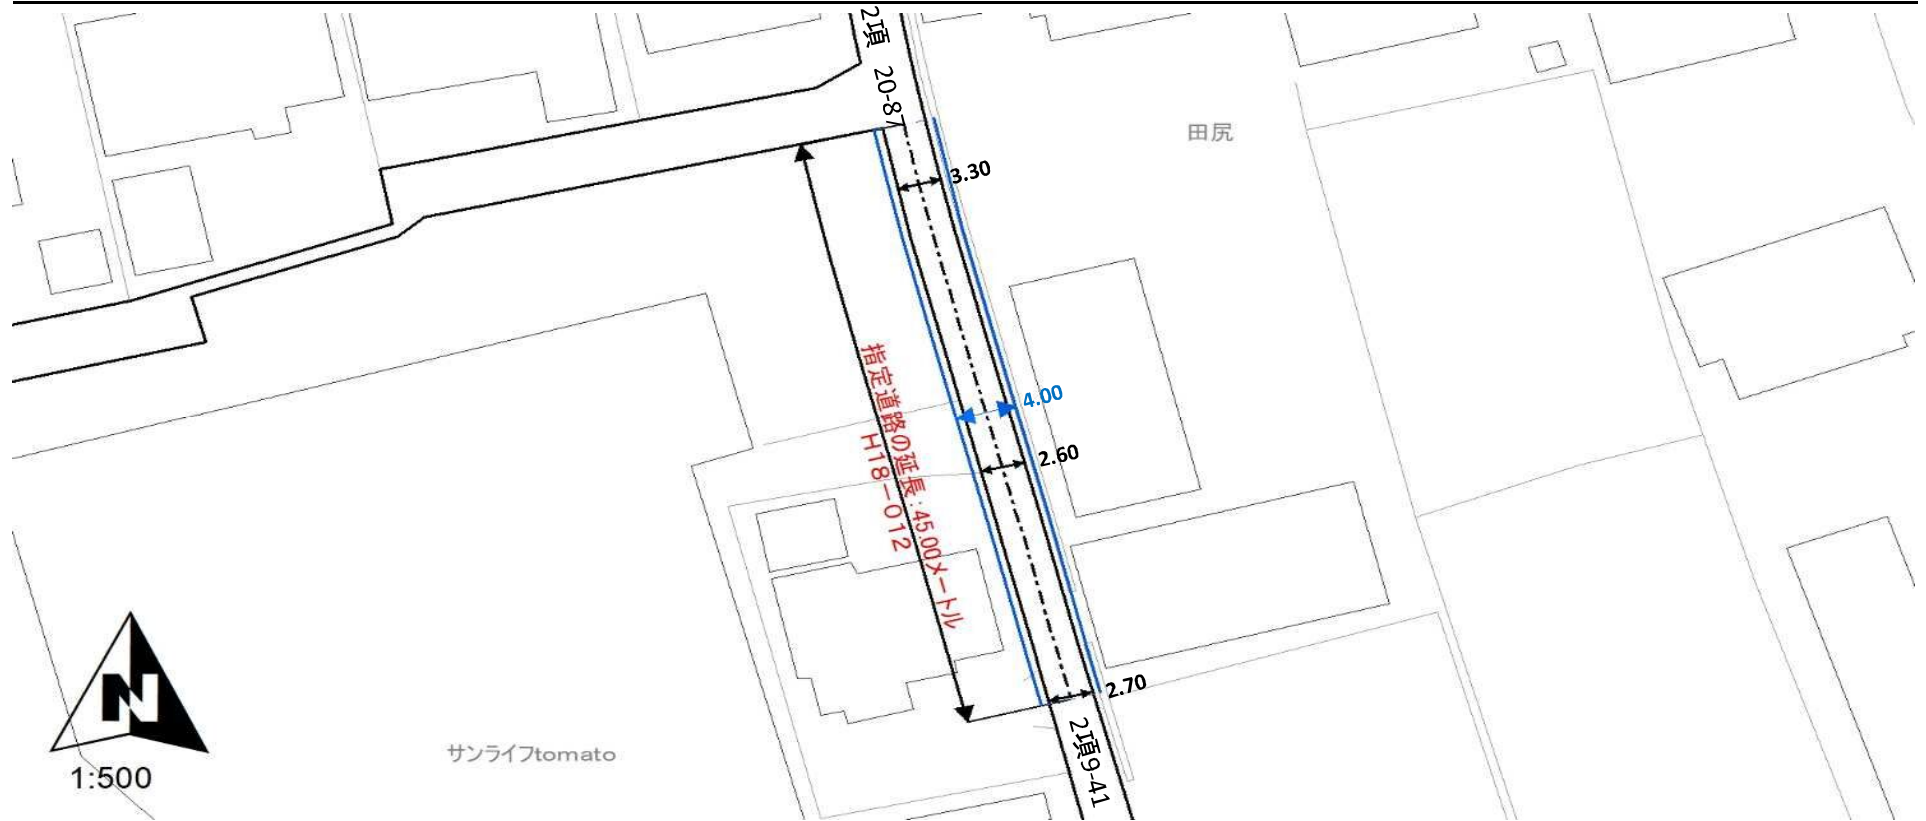 2項 20-87
田尻
3.30
指定道路の延長:45.00メートル
H18-012
4.00
2.60
2.70
2項9-41
N
1:500
サンライフtomato